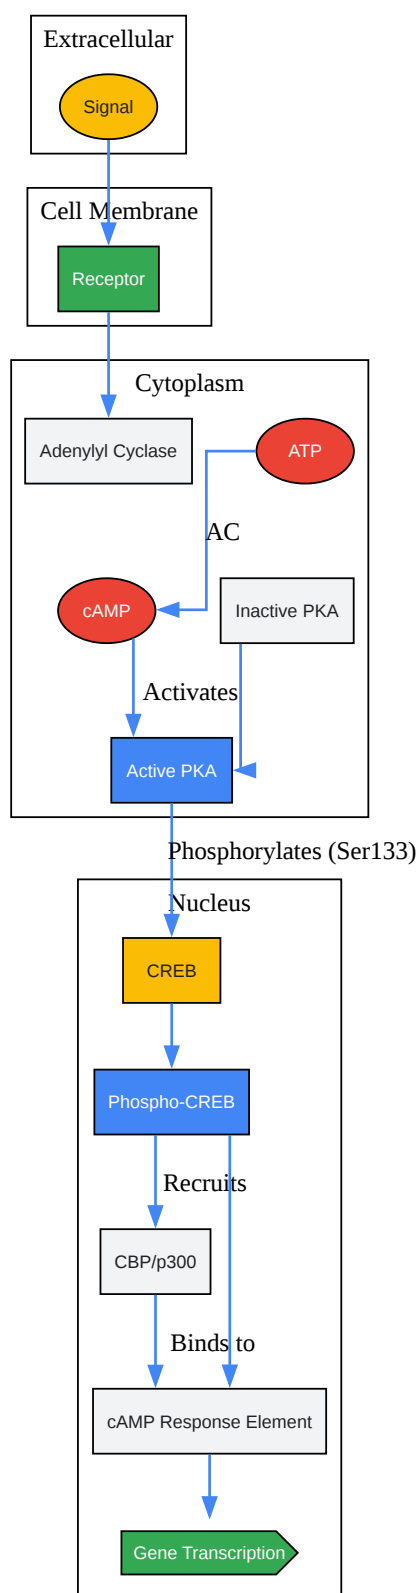 Extracellular
Signal
Cell Membrane
Receptor
Cytoplasm
Adenylyl Cyclase
ATP
AC
cAMP
Inactive PKA
Activates
Active PKA
Phosphorylates (Ser133)
Nucleus
CREB
Phospho-CREB
Recruits
CBP/p300
Binds to
cAMP Response Element
Gene Transcription